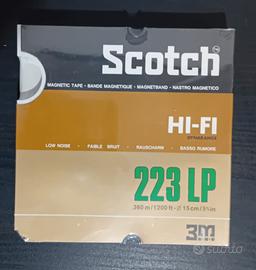 Scotch
MAGNETIC TAPE • BANDE MAGNETIQUE • MAGNETBAND • NASTRO MAGNETICO
HI-FI
DYNARANGE
LOW NOISE • FAIBLE BRUIT • RAUSCHARM • BASSO RUMORE
223 LP
360 m/1200 ft - Ø 15 cm/5¾ in
3M
subito